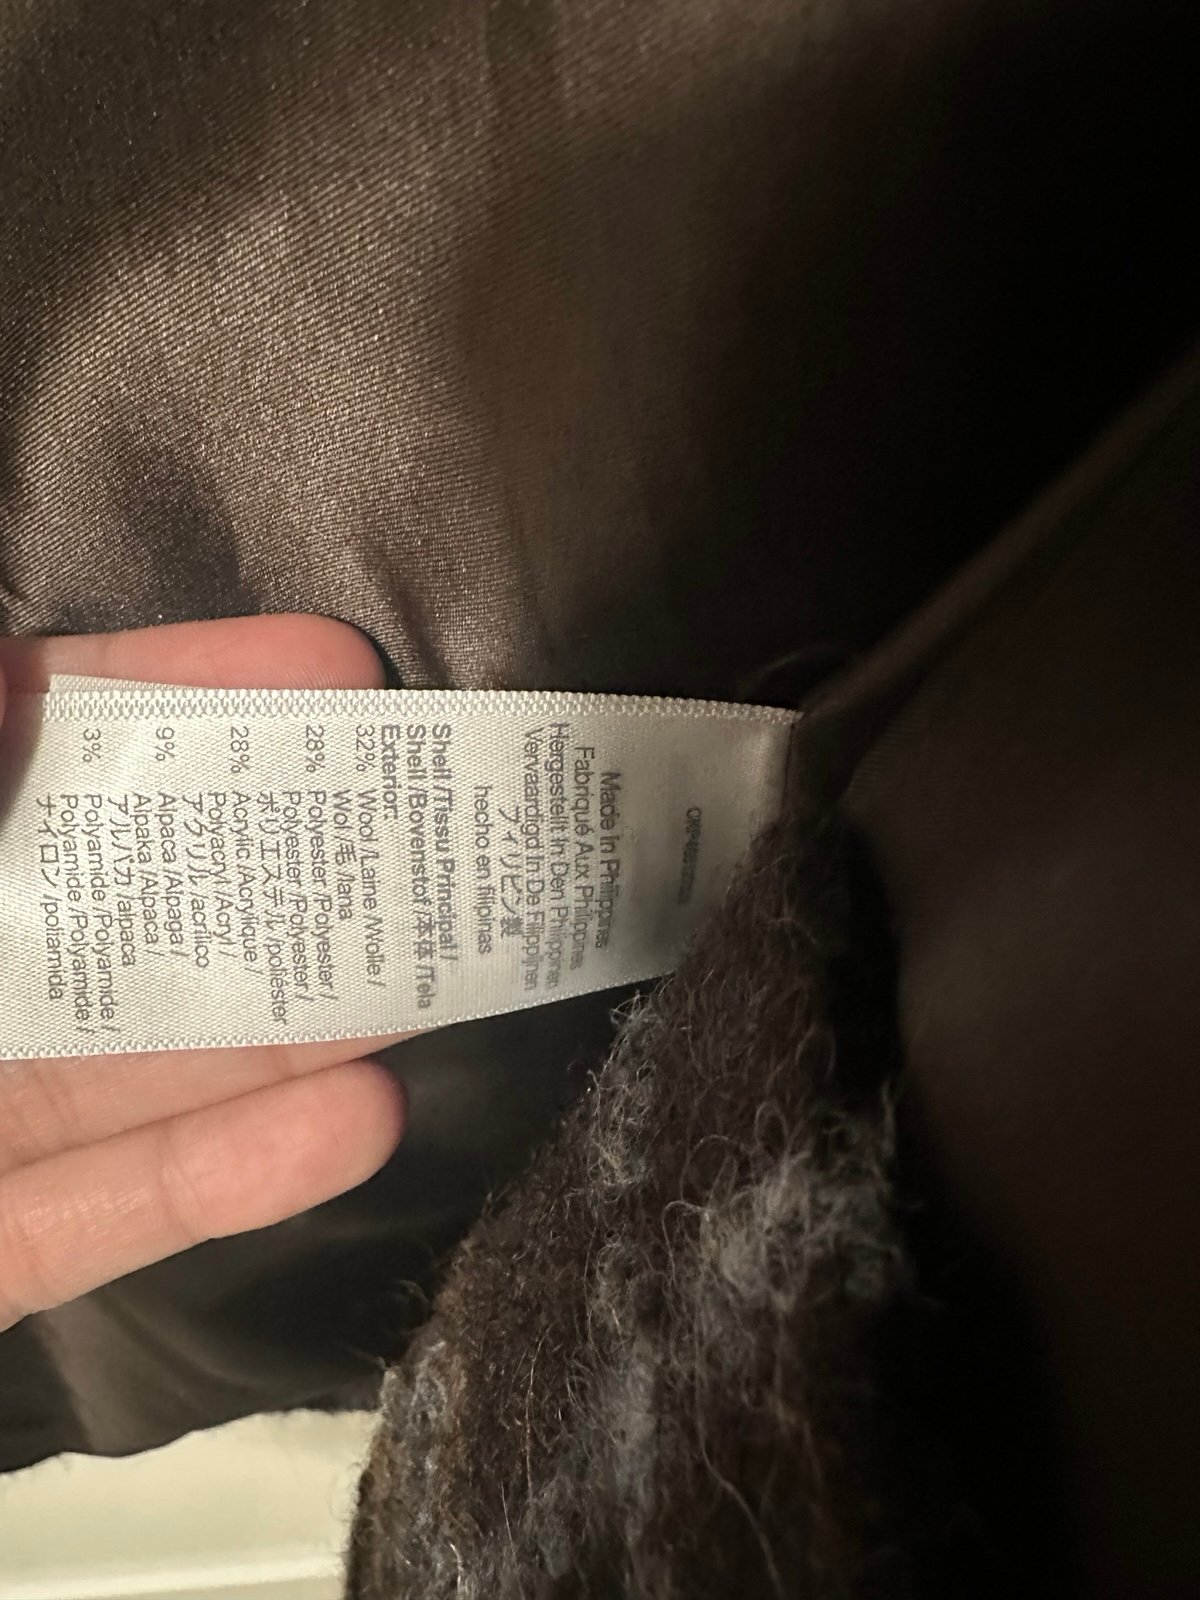 Made In Philippines
Fabriqué Aux Philippines
Hergestellt In Den Philippinen
Vervaardigd In De Filippijnen
フィリピン製
hecho en filipinas
Shell /Tissu Principal /
Shell /Bovenstof /本体 /Tela
Exterior:
32% Wool /Laine /Wolle /
Wol /毛 /lana
28% Polyester /Polyester /
Polyester /Polyester /
ポリエステル /poliéster
28% Acrylic /Acrylique /
Polyacryl /Acryl /
アクリル /acrilico
9% Alpaca /Alpaga /
Alpaka /Alpaca /
アルパカ /alpaca
3% Polyamide /Polyamide /
Polyamide /Polyamide /
ナイロン /poliamida